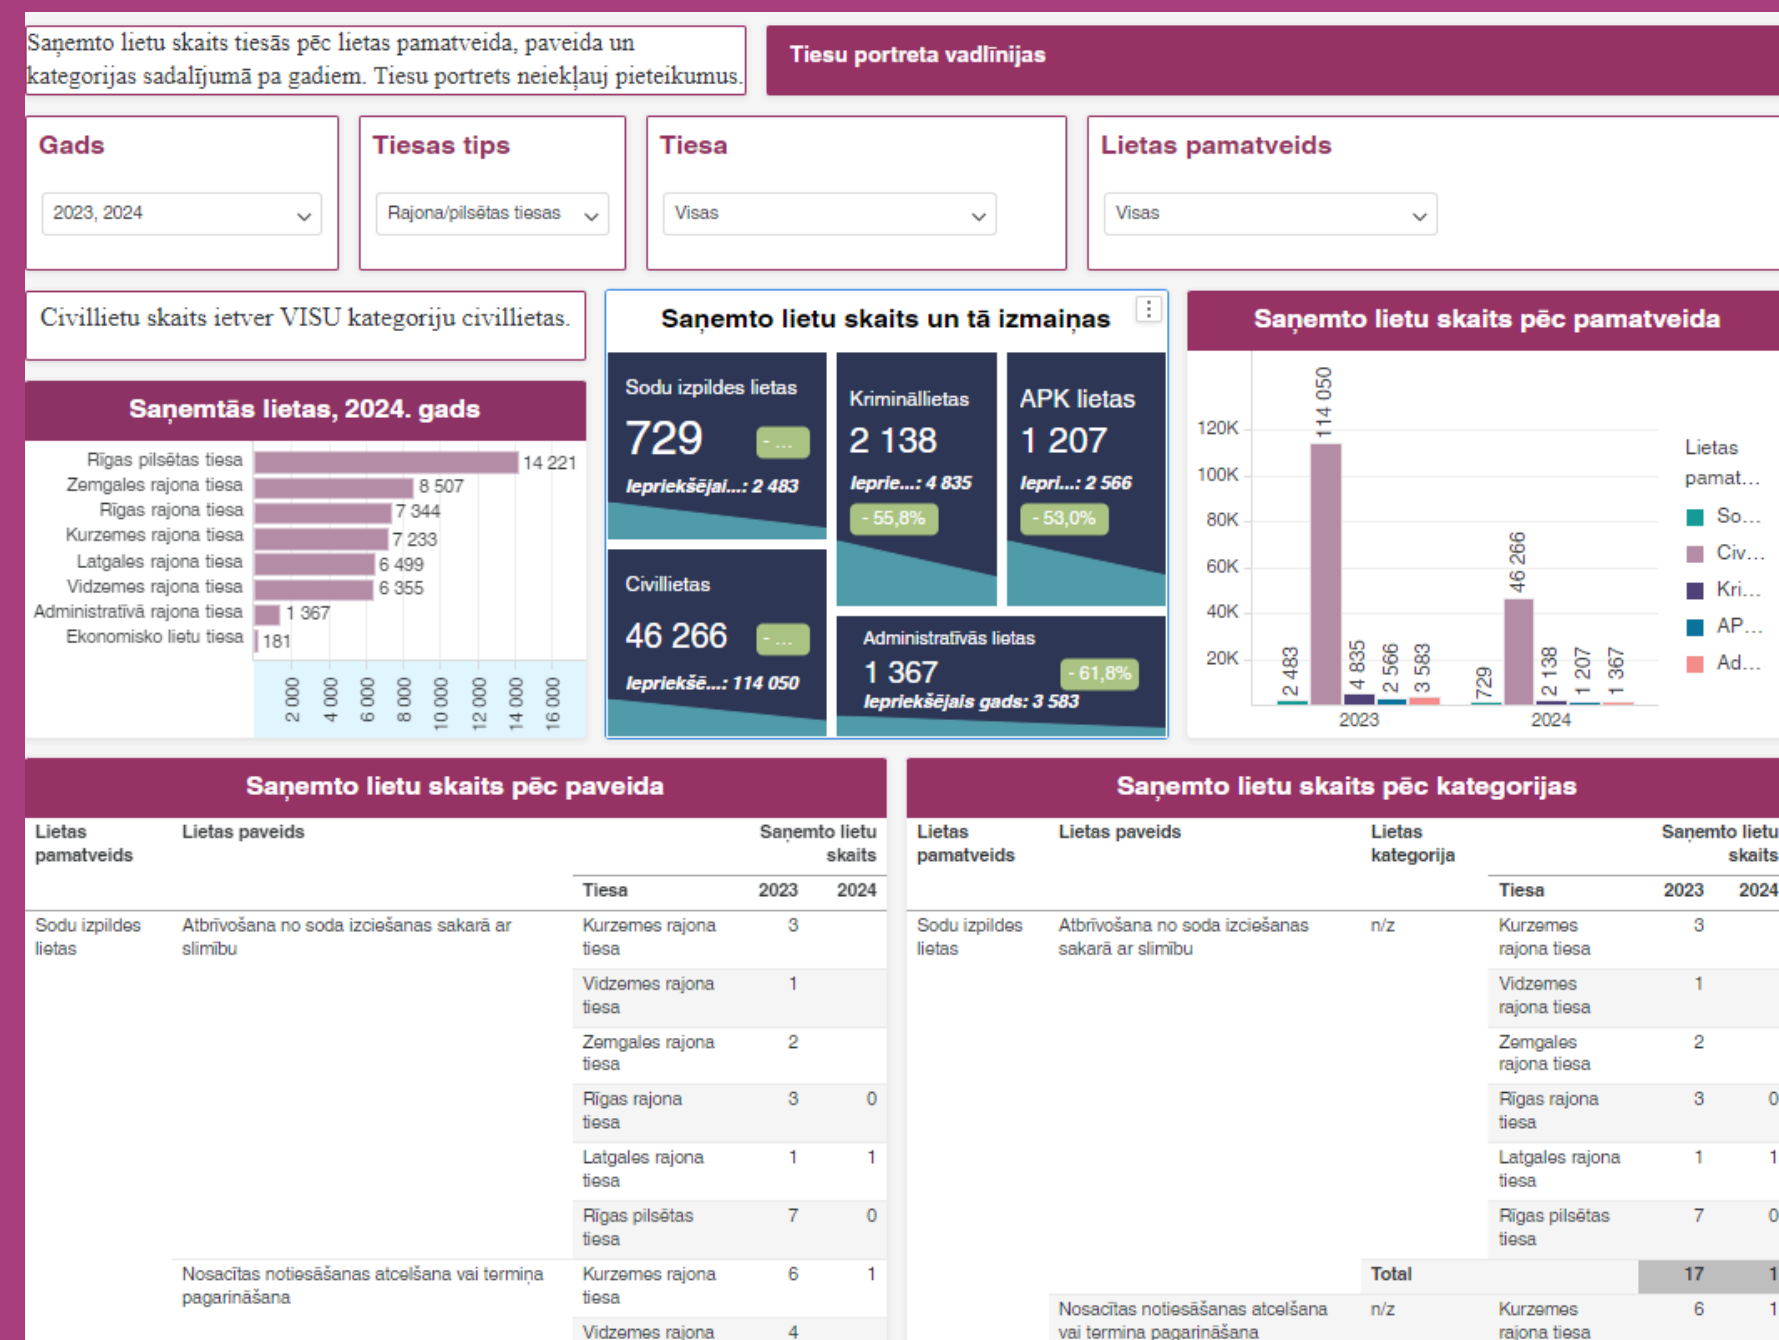 Saņemto lietu skaits tiesās pēc lietas pamatveida, paveida un
kategorijas sadalījumā pa gadiem. Tiesu portrets neiekļauj pieteikumus.
Tiesu portreta vadlīnijas
Gads
2023, 2024
Tiesas tips
Rajona/pilsētas tiesas
Tiesa
Visas
Lietas pamatveids
Visas
Civillietu skaits ietver VISU kategoriju civillietas.
Saņemtās lietas, 2024. gads
Rīgas pilsētas tiesa 14 221
Zemgales rajona tiesa 8 507
Rīgas rajona tiesa 7 344
Kurzemes rajona tiesa 7 233
Latgales rajona tiesa 6 499
Vidzemes rajona tiesa 6 355
Administratīvā rajona tiesa 1 367
Ekonomisko lietu tiesa 181
2 000 4 000 6 000 8 000 10 000 12 000 14 000 16 000
Saņemto lietu skaits un tā izmaiņas
Sodu izpildes lietas
729 - ...
Iepriekšējai...: 2 483
Krimināllietas
2 138
Ieprie...: 4 835
- 55,8%
APK lietas
1 207
Iepri...: 2 566
- 53,0%
Civillietas
46 266 - ...
Iepriekšē...: 114 050
Administratīvās lietas
1 367 - 61,8%
Iepriekšējais gads: 3 583
Saņemto lietu skaits pēc pamatveida
120K
100K
80K
60K
40K
20K
2 483 114 050 4 835 2 566 3 583 729 46 266 2 138 1 207 1 367
2023 2024
Lietas
pamat...
So...
Civ...
Kri...
AP...
Ad...
Saņemto lietu skaits pēc paveida
Lietas Lietas paveids Saņemto lietu
pamatveids skaits
Tiesa 2023 2024
Sodu izpildes Atbrīvošana no soda izciešanas sakarā ar Kurzemes rajona 3
lietas slimību tiesa
Vidzemes rajona 1
tiesa
Zemgales rajona 2
tiesa
Rīgas rajona 3 0
tiesa
Latgales rajona 1 1
tiesa
Rīgas pilsētas 7 0
tiesa
Nosacītas notiesāšanas atcelšana vai termiņa Kurzemes rajona 6 1
pagarināšana tiesa
Vidzemes rajona 4
Saņemto lietu skaits pēc kategorijas
Lietas Lietas paveids Lietas Saņemto lietu
pamatveids kategorija skaits
Tiesa 2023 2024
Sodu izpildes Atbrīvošana no soda izciešanas n/z Kurzemes 3
lietas sakarā ar slimību rajona tiesa
Vidzemes 1
rajona tiesa
Zemgales 2
rajona tiesa
Rīgas rajona 3 0
tiesa
Latgales rajona 1 1
tiesa
Rīgas pilsētas 7 0
tiesa
Total 17 1
Nosacītas notiesāšanas atcelšana n/z Kurzemes 6 1
vai termiņa pagarināšana rajona tiesa